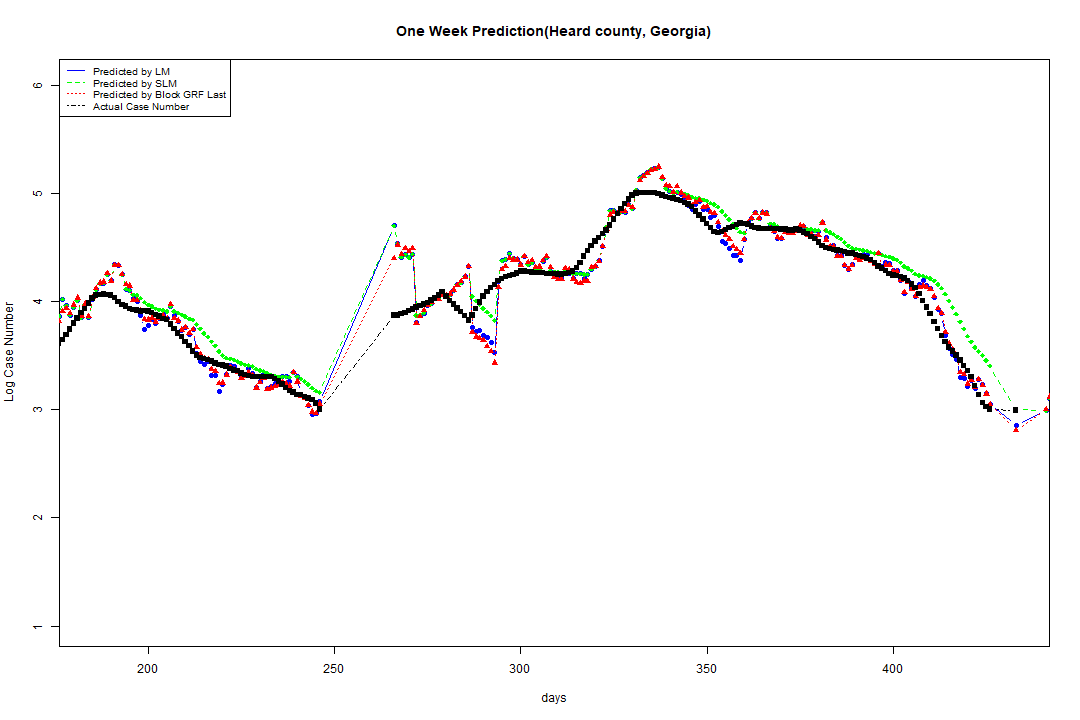 One Week Prediction(Heard county, Georgia)
Predicted by LM
Predicted by SLM
Predicted by Block GRF Last
Actual Case Number
6
5
4
3
2
1
Log Case Number
200 250 300 350 400
days